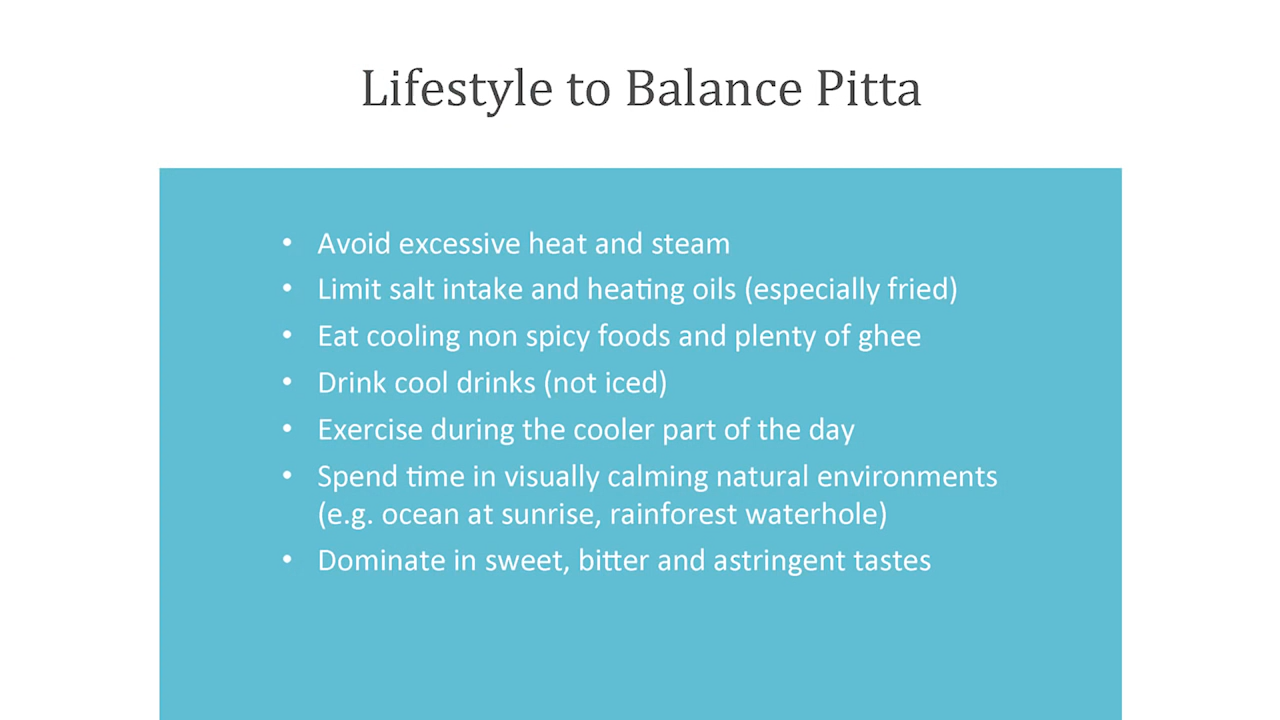 Lifestyle to Balance Pitta
• Avoid excessive heat and steam
• Limit salt intake and heating oils (especially fried)
• Eat cooling non spicy foods and plenty of ghee
• Drink cool drinks (not iced)
• Exercise during the cooler part of the day
• Spend time in visually calming natural environments
(e.g. ocean at sunrise, rainforest waterhole)
• Dominate in sweet, bitter and astringent tastes